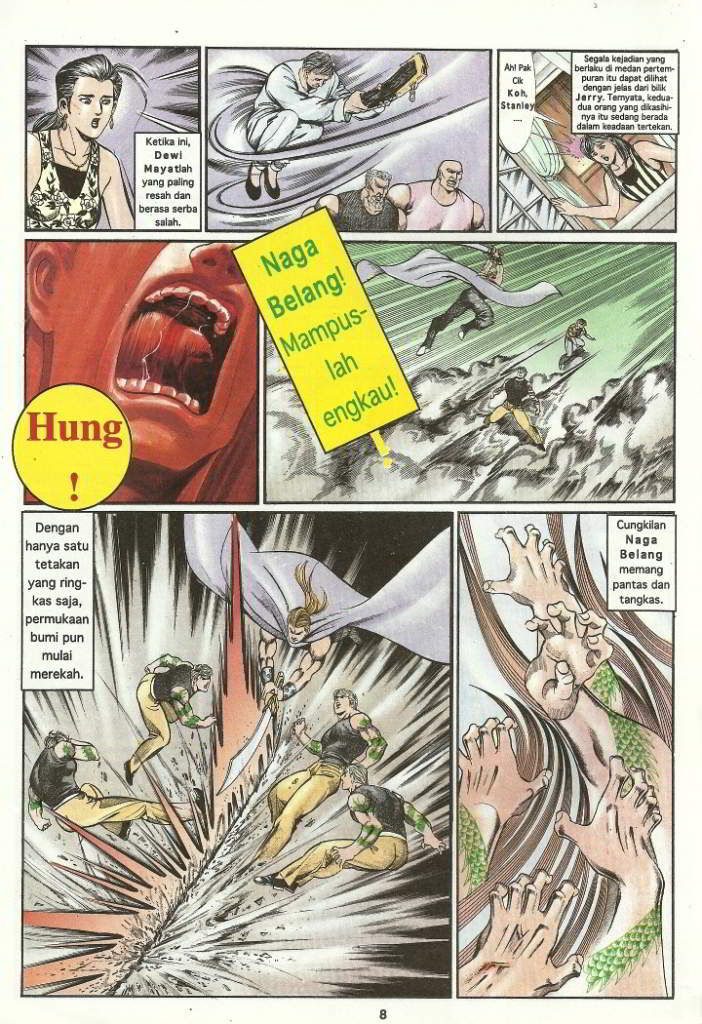 Ketika ini,
Dewi
Mayatlah
yang paling
resah dan
berasa serba
salah.
Ah! Pak
Cik
Koh,
Stanley
....
Segala kejadian yang
berlaku di medan pertem-
puran itu dapat dilihat
dengan jelas dari bilik
Jerry. Ternyata, kedua-
dua orang yang dikasihi-
nya itu sedang berada
dalam keadaan tertekan.
Hung
!
Naga
Belang!
Mampus-
lah
engkau!
!
Dengan
hanya satu
tetakan
yang ring-
kas saja,
permukaan
bumi pun
mulai
merekah.
Cungkilan
Naga
Belang
memang
pantas dan
tangkas.
8